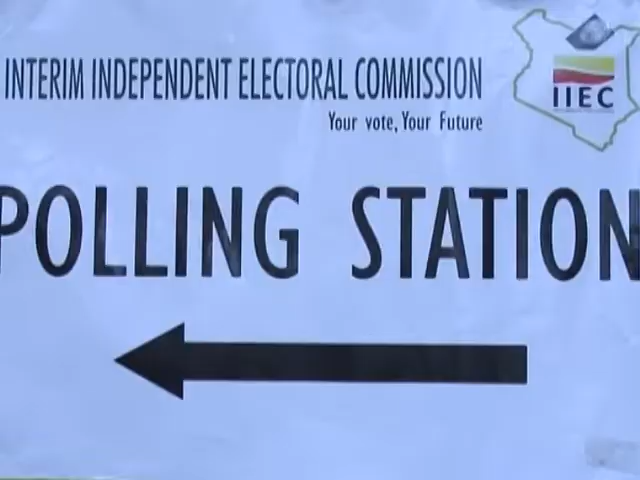 INTERIM INDEPENDENT ELECTORAL COMMISSION
Your vote, Your Future
IIEC
POLLING STATION